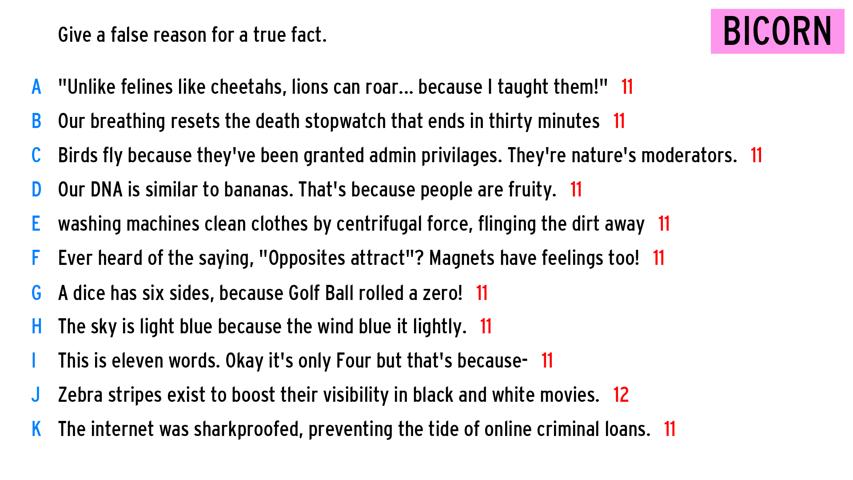 Give a false reason for a true fact.
BICORN
A "Unlike felines like cheetahs, lions can roar... because I taught them!" 11
B Our breathing resets the death stopwatch that ends in thirty minutes 11
C Birds fly because they've been granted admin privilages. They're nature's moderators. 11
D Our DNA is similar to bananas. That's because people are fruity. 11
E washing machines clean clothes by centrifugal force, flinging the dirt away 11
F Ever heard of the saying, "Opposites attract"? Magnets have feelings too! 11
G A dice has six sides, because Golf Ball rolled a zero! 11
H The sky is light blue because the wind blue it lightly. 11
I This is eleven words. Okay it's only Four but that's because- 11
J Zebra stripes exist to boost their visibility in black and white movies. 12
K The internet was sharkproofed, preventing the tide of online criminal loans. 11